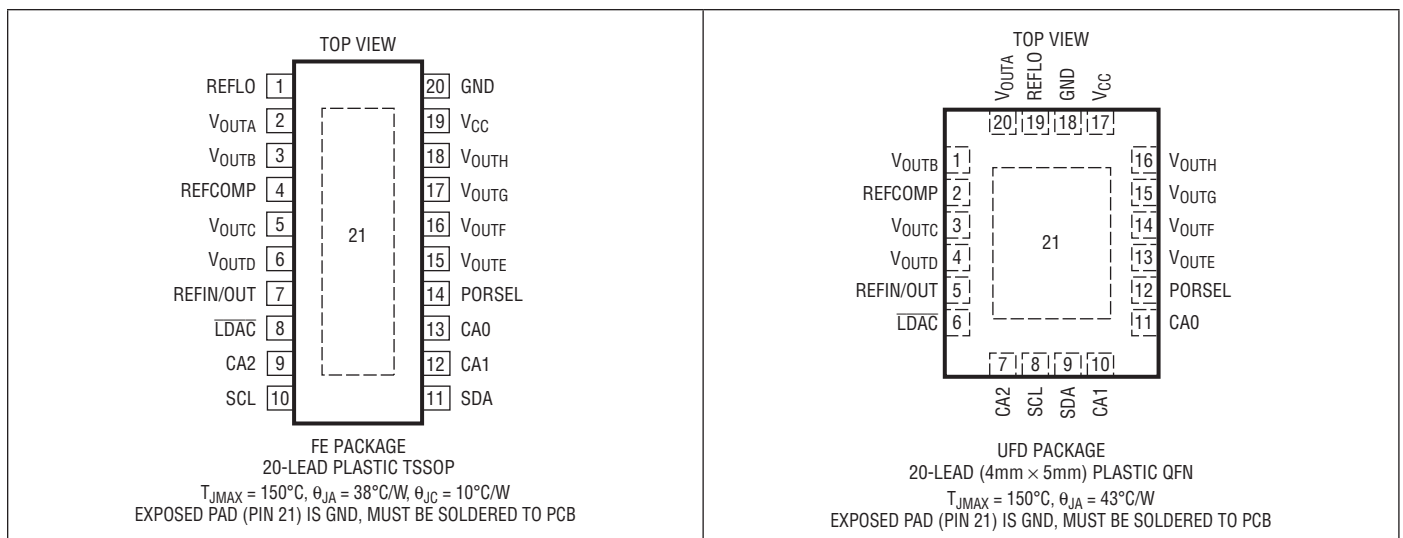 TOP VIEW
REFLO 1
VOUTA 2
VOUTB 3
REFCOMP 4
VOUTC 5
VOUTD 6
REFIN/OUT 7
LDAC 8
CA2 9
SCL 10
20 GND
19 VCC
18 VOUTH
17 VOUTG
16 VOUTF
15 VOUTE
14 PORSEL
13 CA0
12 CA1
11 SDA
21
FE PACKAGE
20-LEAD PLASTIC TSSOP
TJMAX = 150°C, θJA = 38°C/W, θJC = 10°C/W
EXPOSED PAD (PIN 21) IS GND, MUST BE SOLDERED TO PCB
TOP VIEW
VOUTA
REFLO
GND
VCC
20 19 18 17
VOUTB 1
REFCOMP 2
VOUTC 3
VOUTD 4
REFIN/OUT 5
LDAC 6
16 VOUTH
15 VOUTG
14 VOUTF
13 VOUTE
12 PORSEL
11 CA0
21
7 8 9 10
CA2
SCL
SDA
CA1
UFD PACKAGE
20-LEAD (4mm × 5mm) PLASTIC QFN
TJMAX = 150°C, θJA = 43°C/W
EXPOSED PAD (PIN 21) IS GND, MUST BE SOLDERED TO PCB